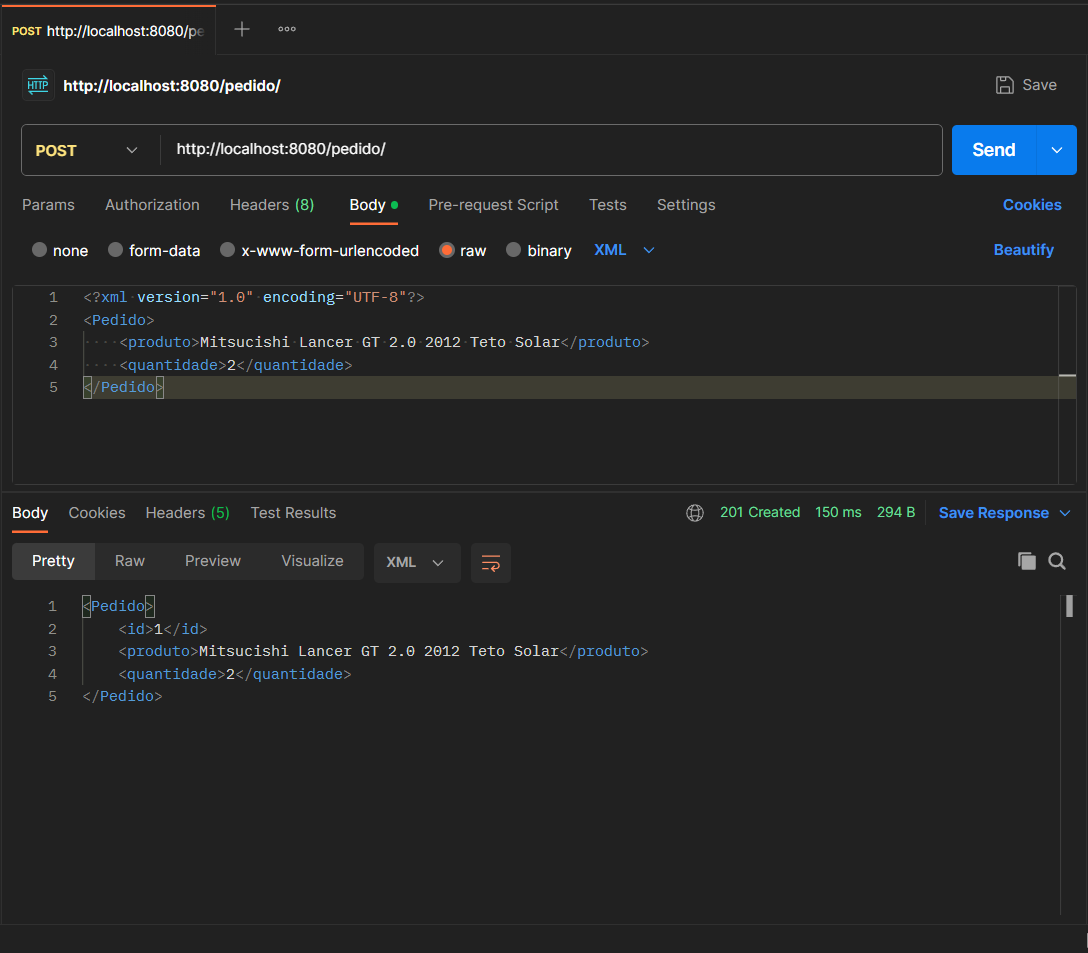 POST http://localhost:8080/pe
http://localhost:8080/pedido/
Save
HTTP
POST
http://localhost:8080/pedido/
Send
Params Authorization Headers (8) Body Pre-request Script Tests Settings Cookies
none form-data x-www-form-urlencoded raw binary XML Beautify
1 <?xml version="1.0" encoding="UTF-8"?>
2 <Pedido>
3 <produto>Mitsucishi Lancer GT 2.0 2012 Teto Solar</produto>
4 <quantidade>2</quantidade>
5 </Pedido>
Body Cookies Headers (5) Test Results 201 Created 150 ms 294 B Save Response
Pretty Raw Preview Visualize XML
1 <Pedido>
2 <id>1</id>
3 <produto>Mitsucishi Lancer GT 2.0 2012 Teto Solar</produto>
4 <quantidade>2</quantidade>
5 </Pedido>